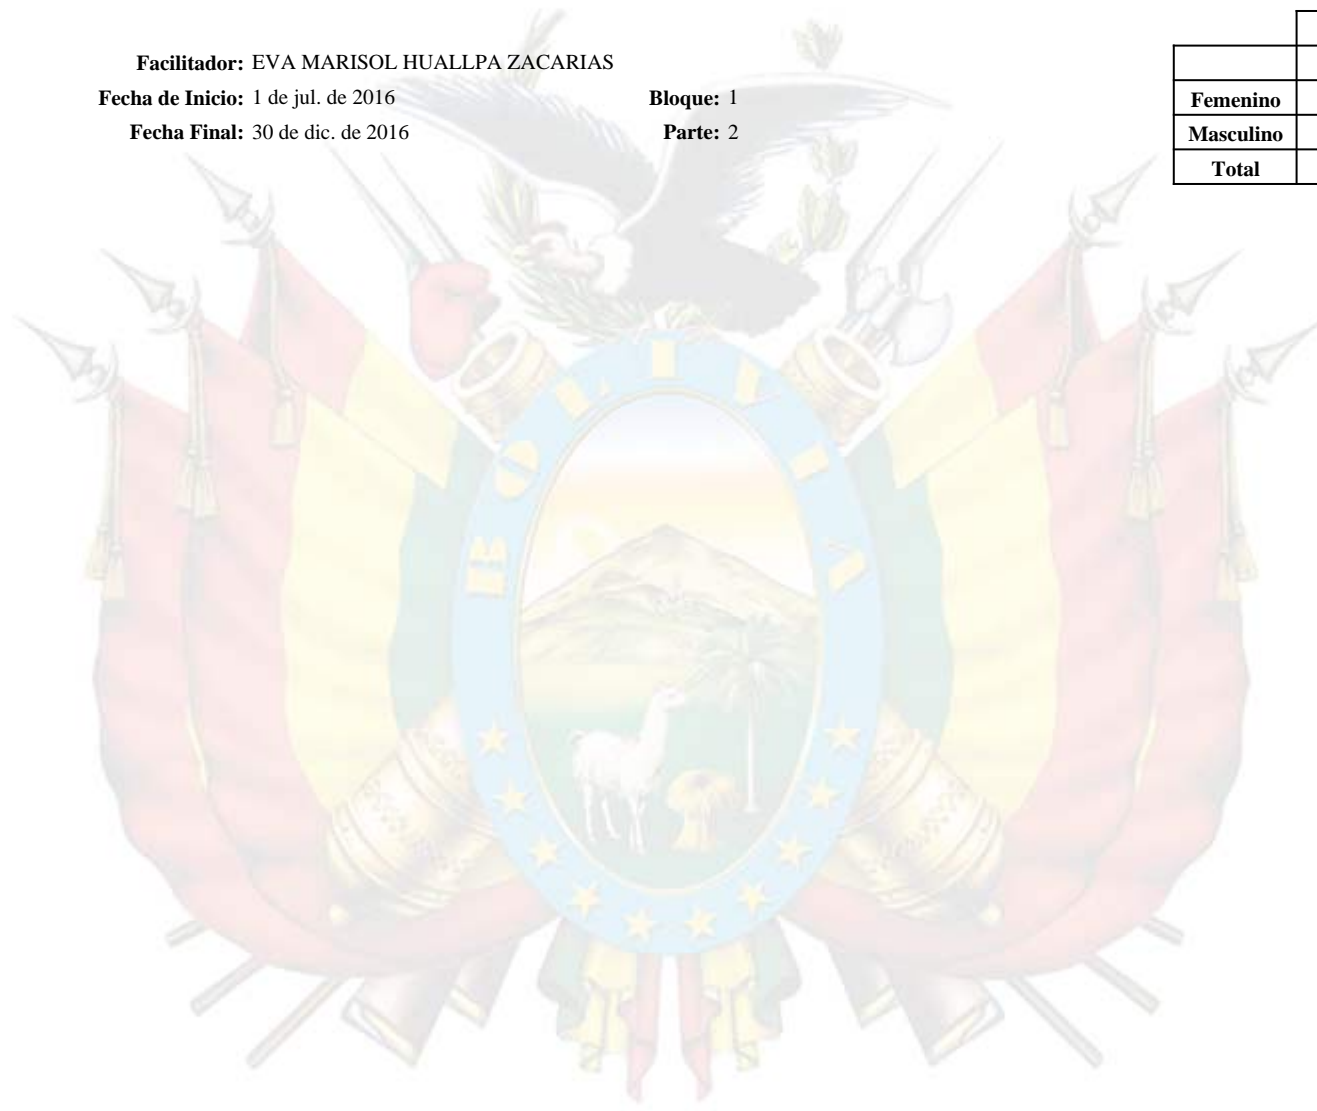 Facilitador: EVA MARISOL HUALLPA ZACARIAS
Fecha de Inicio: 1 de jul. de 2016 Bloque: 1
Fecha Final: 30 de dic. de 2016 Parte: 2
Femenino
Masculino
Total
BOLIVIA